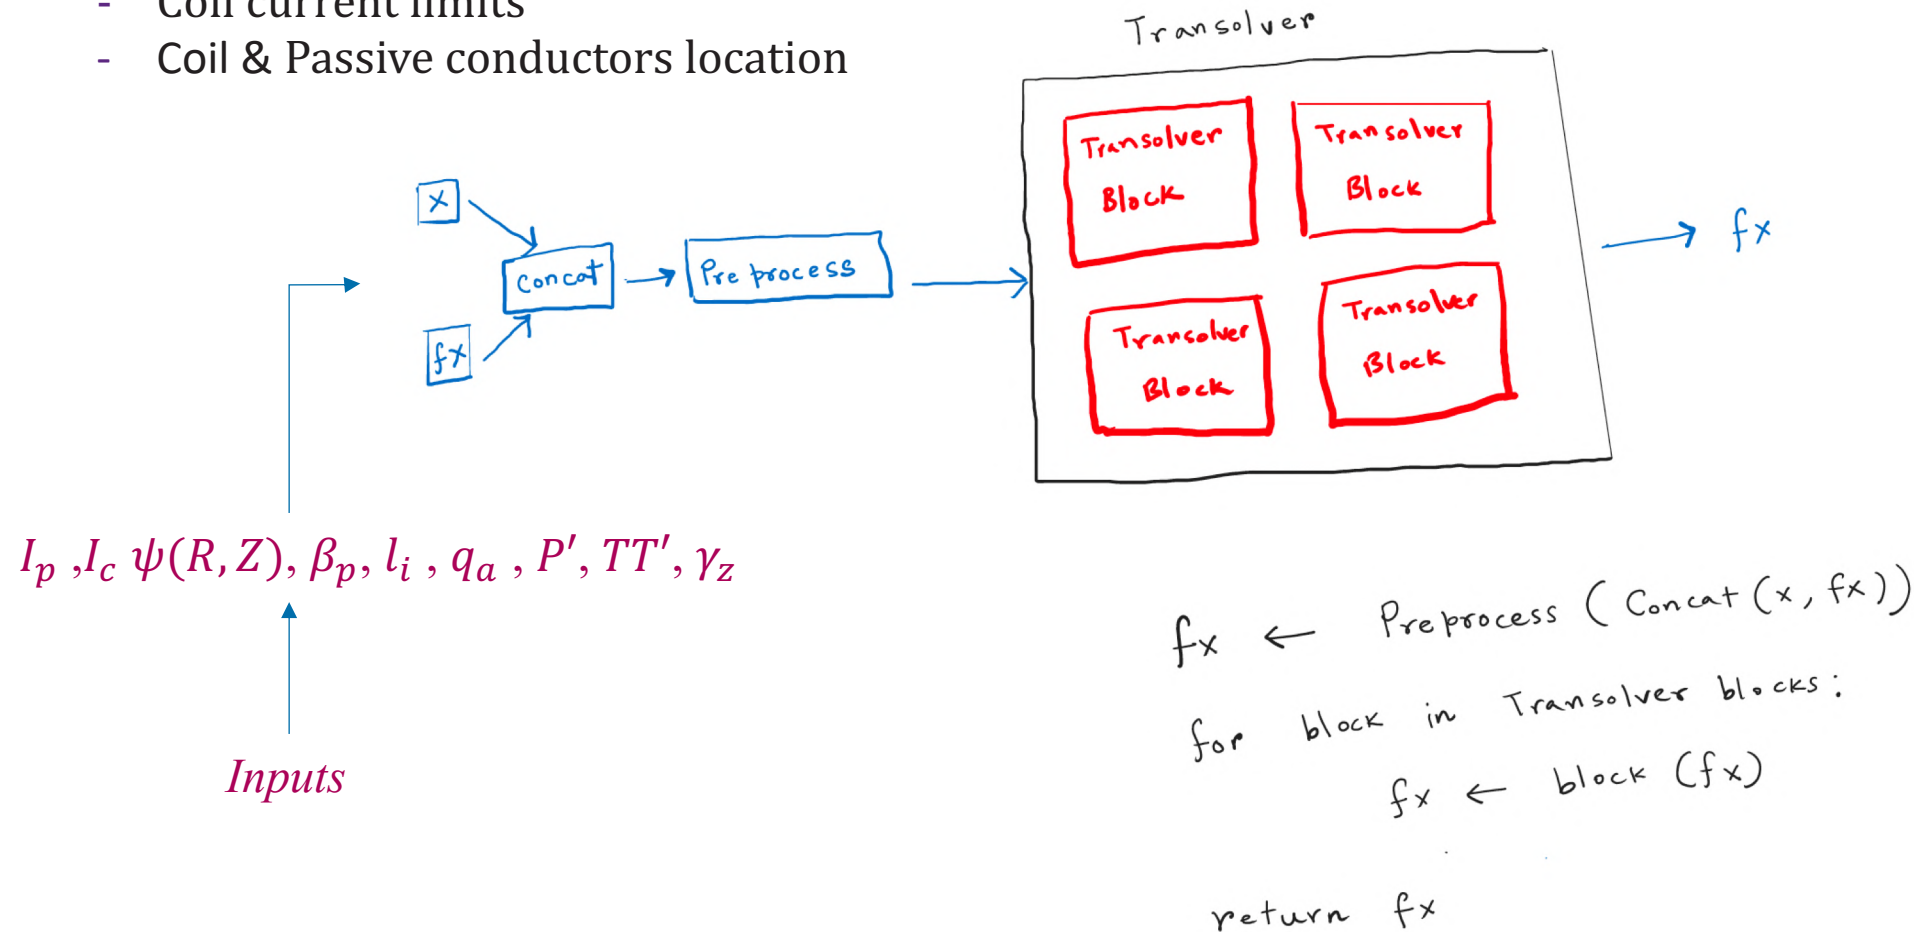 - Coil current limits
- Coil & Passive conductors location
Transolver
x
fx
Concat
Preprocess
Transolver
Block
Transolver
Block
Transolver
Block
Transolver
Block
fx
I_p ,I_c ψ(R, Z), β_p, l_i , q_a , P′, TT′, γ_z
Inputs
fx ← Preprocess (Concat (x, fx))
for block in Transolver blocks:
fx ← block (fx)
return fx